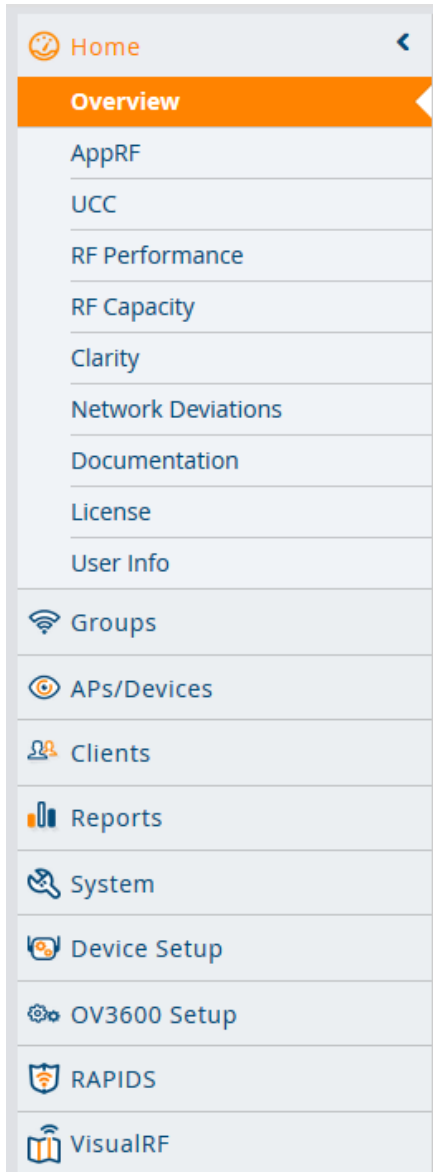 Home
Overview
AppRF
UCC
RF Performance
RF Capacity
Clarity
Network Deviations
Documentation
License
User Info
Groups
APs/Devices
Clients
Reports
System
Device Setup
OV3600 Setup
RAPIDS
VisualRF